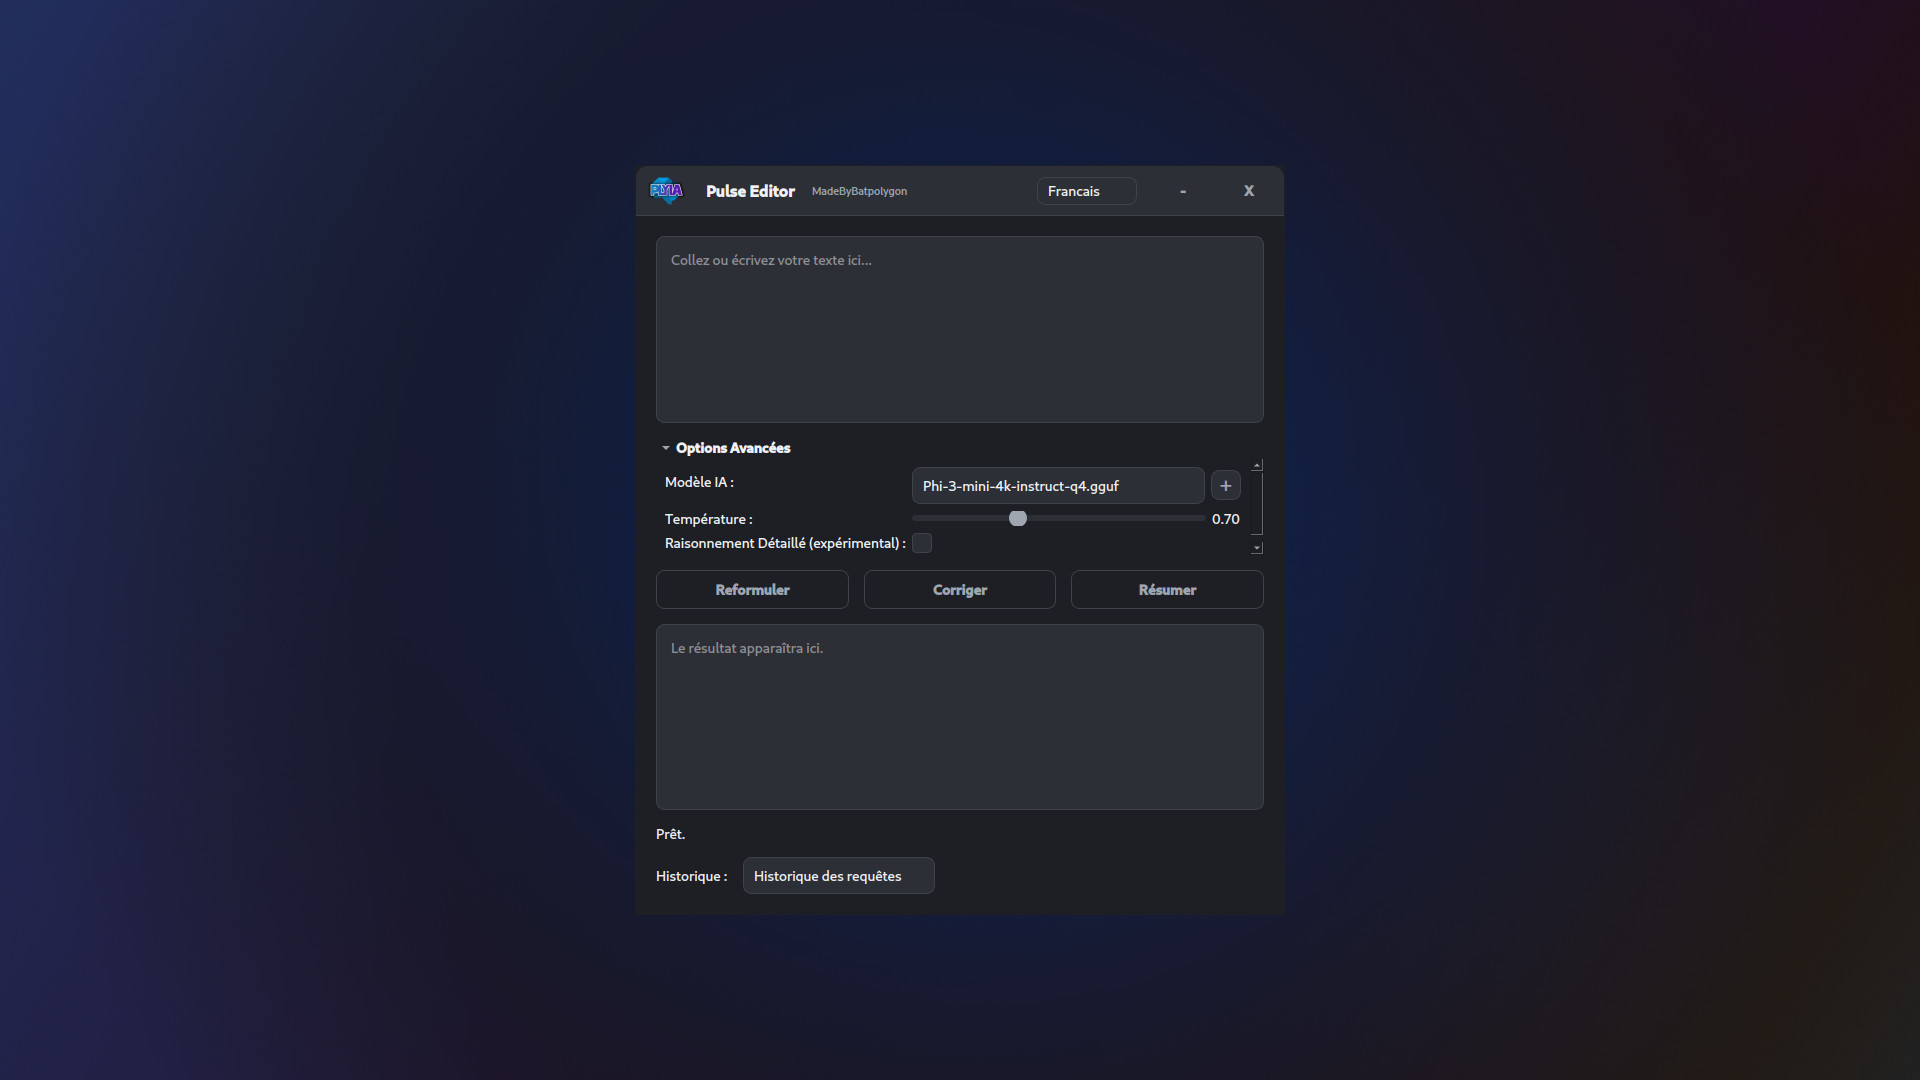 PLYIA
Pulse Editor MadeByBatpolygon Francais - X
Collez ou écrivez votre texte ici...
Options Avancées
Modèle IA : Phi-3-mini-4k-instruct-q4.gguf +
Température : 0.70
Raisonnement Détaillé (expérimental) :
Reformuler Corriger Résumer
Le résultat apparaîtra ici.
Prêt.
Historique : Historique des requêtes